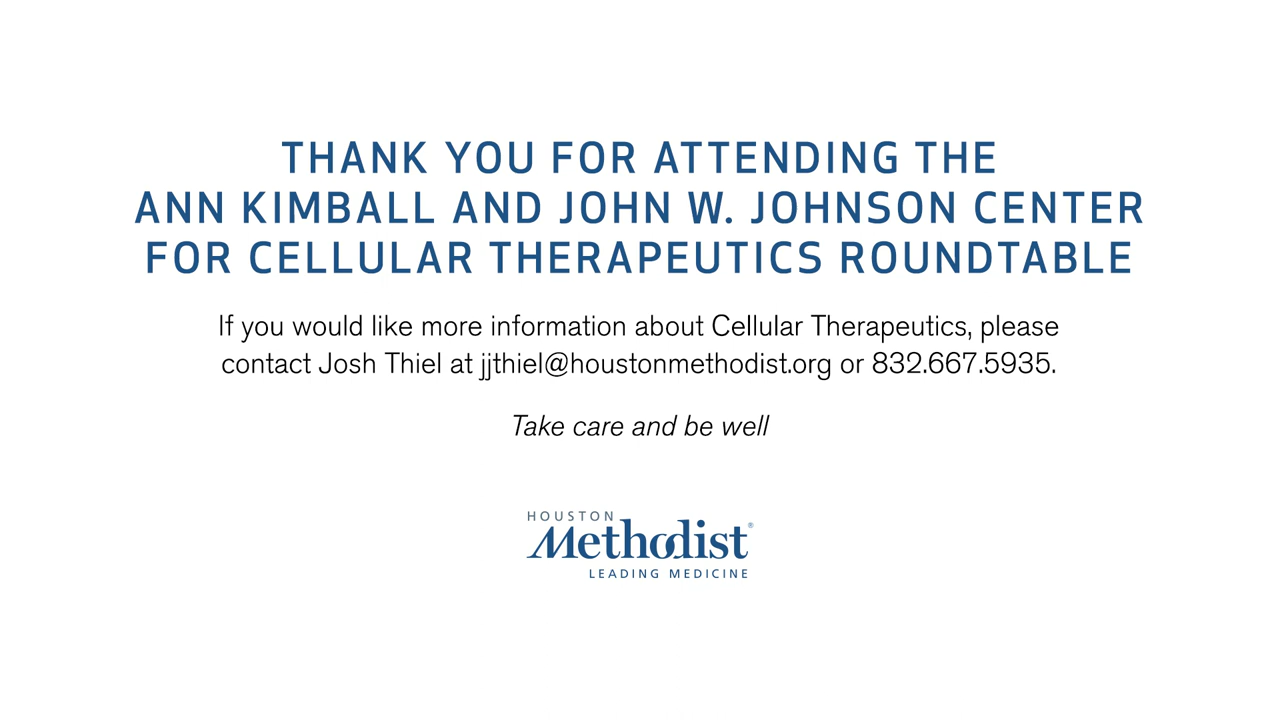 THANK YOU FOR ATTENDING THE
ANN KIMBALL AND JOHN W. JOHNSON CENTER
FOR CELLULAR THERAPEUTICS ROUNDTABLE
If you would like more information about Cellular Therapeutics, please
contact Josh Thiel at jjthiel@houstonmethodist.org or 832.667.5935.
Take care and be well
HOUSTON
Methodist®
LEADING MEDICINE